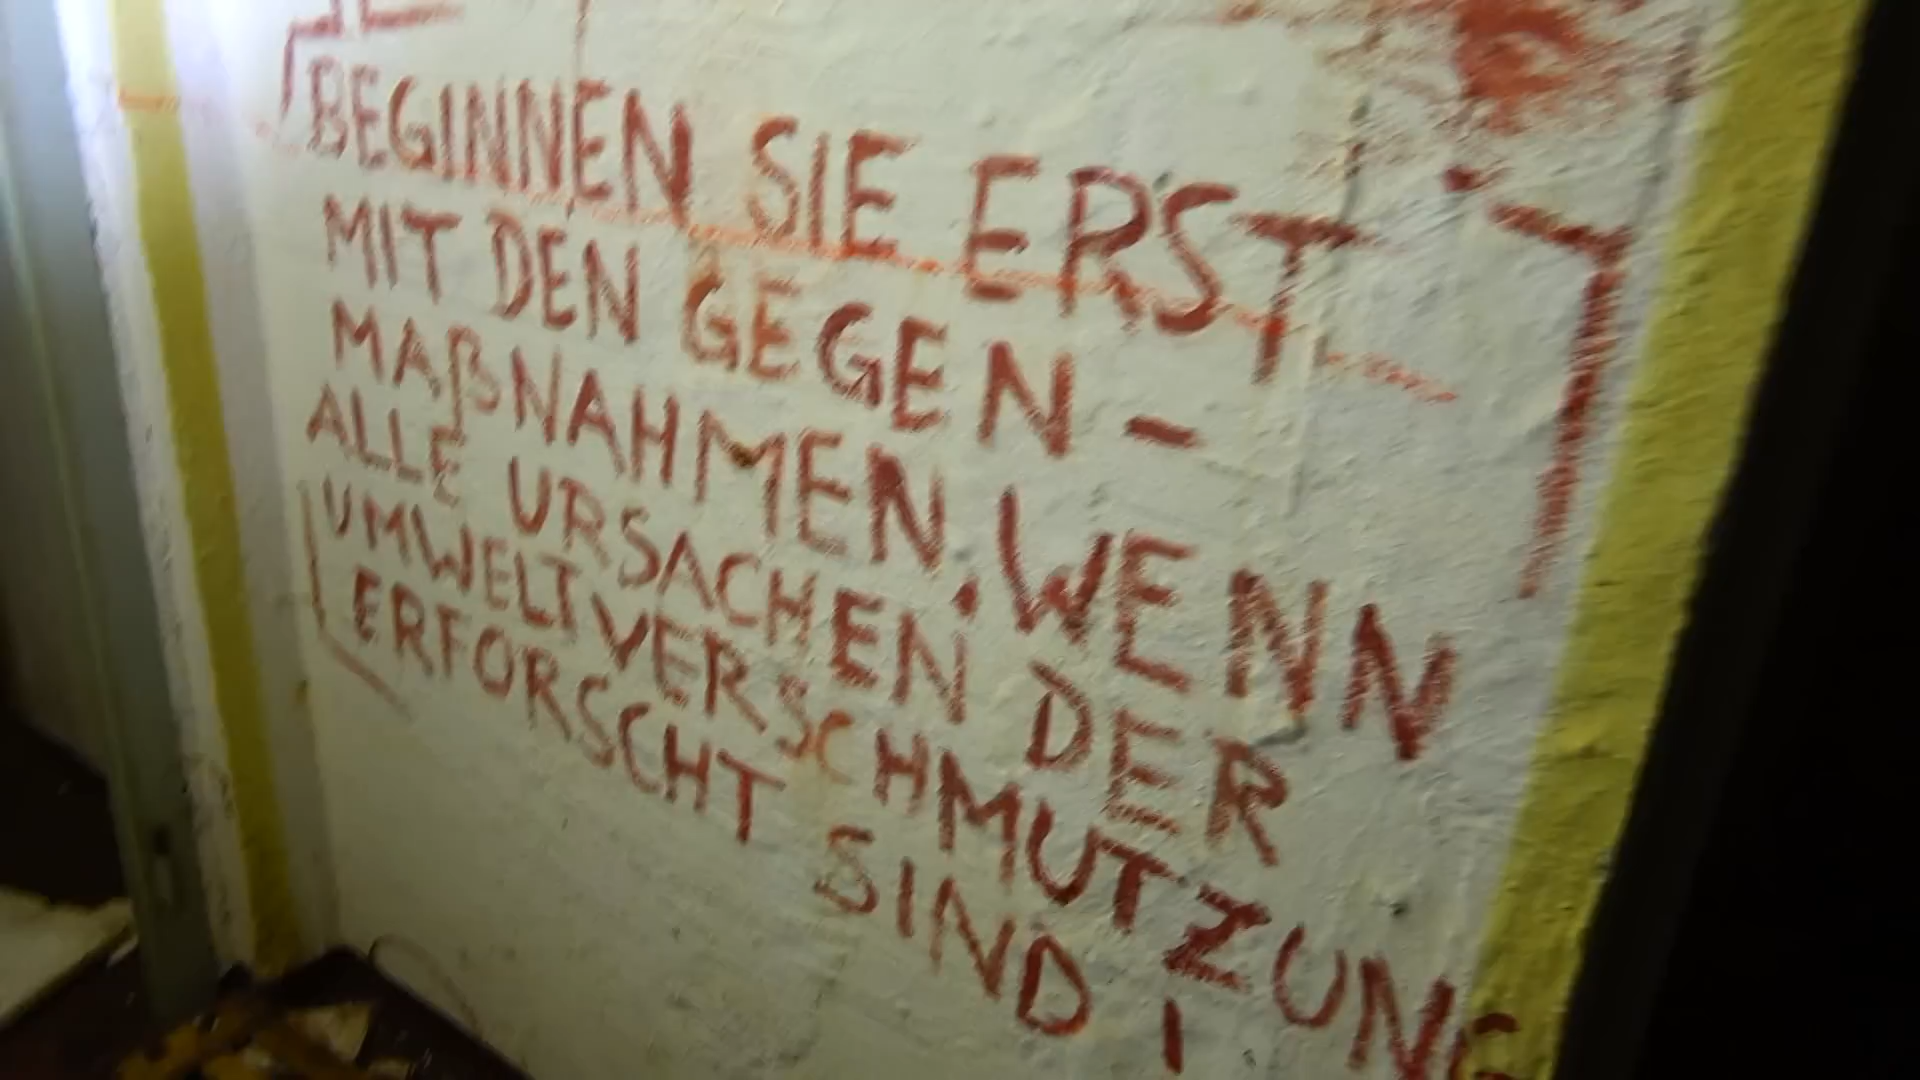 BEGINNEN SIE ERST
MIT DEN GEGEN-
MAßNAHMEN, WENN
ALLE URSACHEN DER
UMWELTVERSCHMUTZUNG
ERFORSCHT SIND!